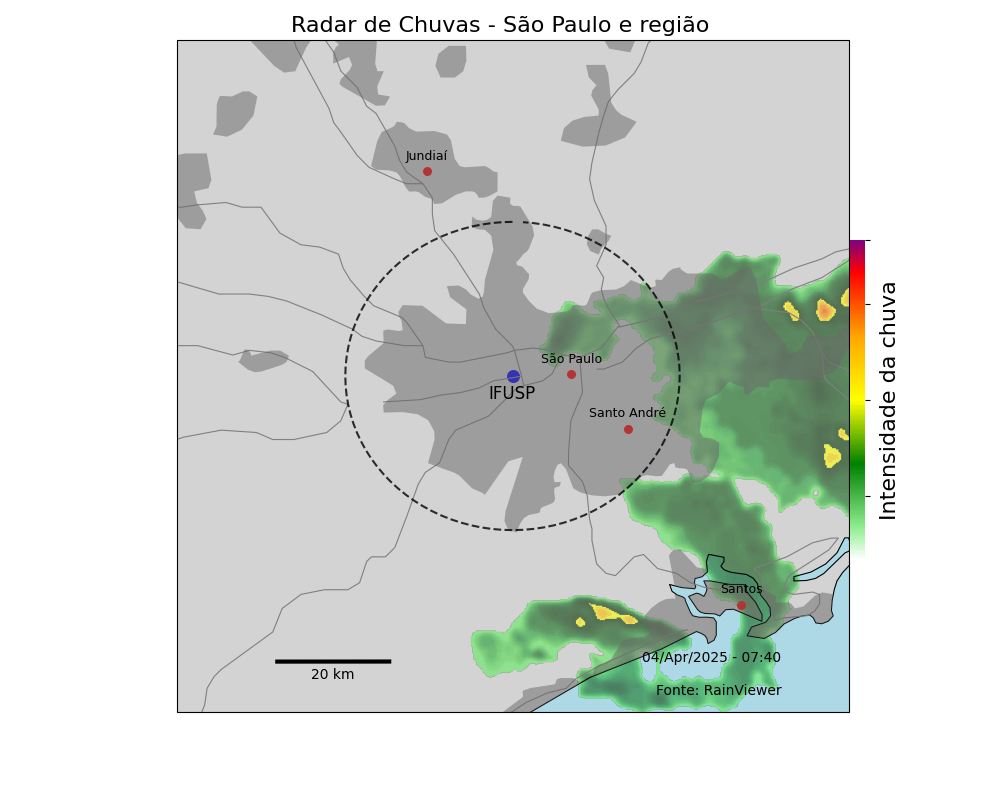 Radar de Chuvas - São Paulo e região
Jundiaí
São Paulo
IFUSP
Santo André
Intensidade da chuva
Santos
04/Apr/2025 - 07:40
20 km
Fonte: RainViewer